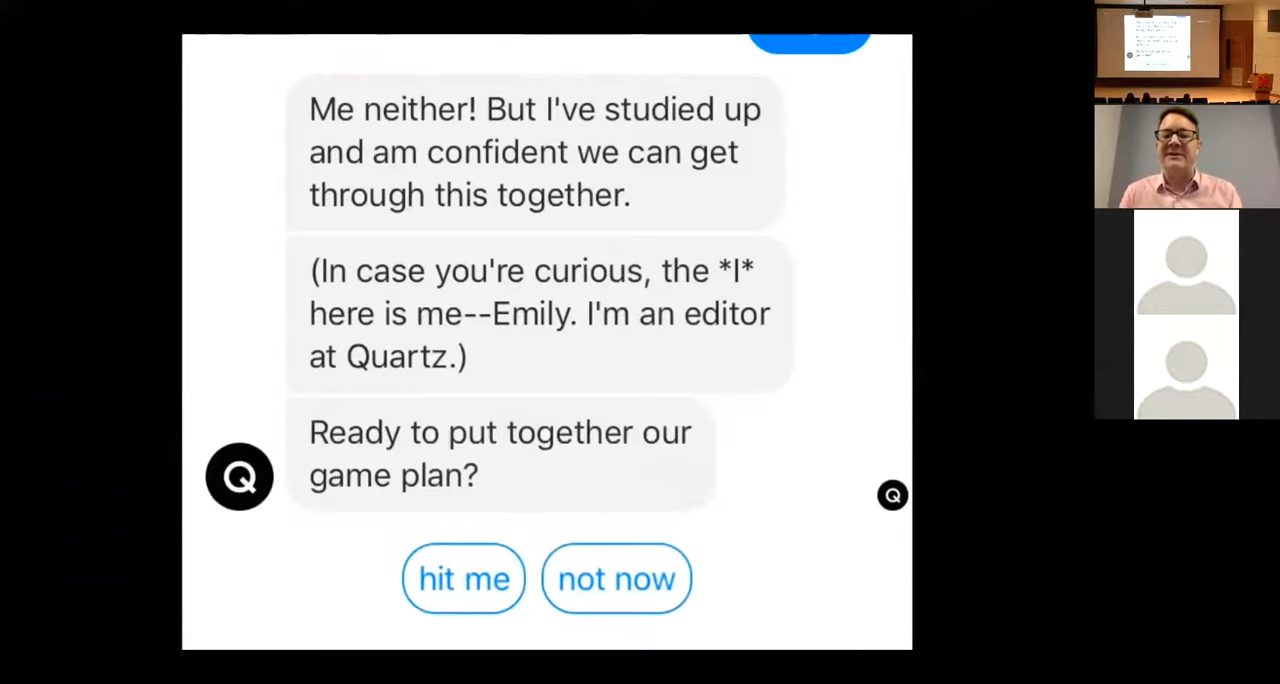 Me neither! But I've studied up
and am confident we can get
through this together.
(In case you're curious, the *I*
here is me--Emily. I'm an editor
at Quartz.)
Ready to put together our
game plan?
Q
Q
hit me
not now